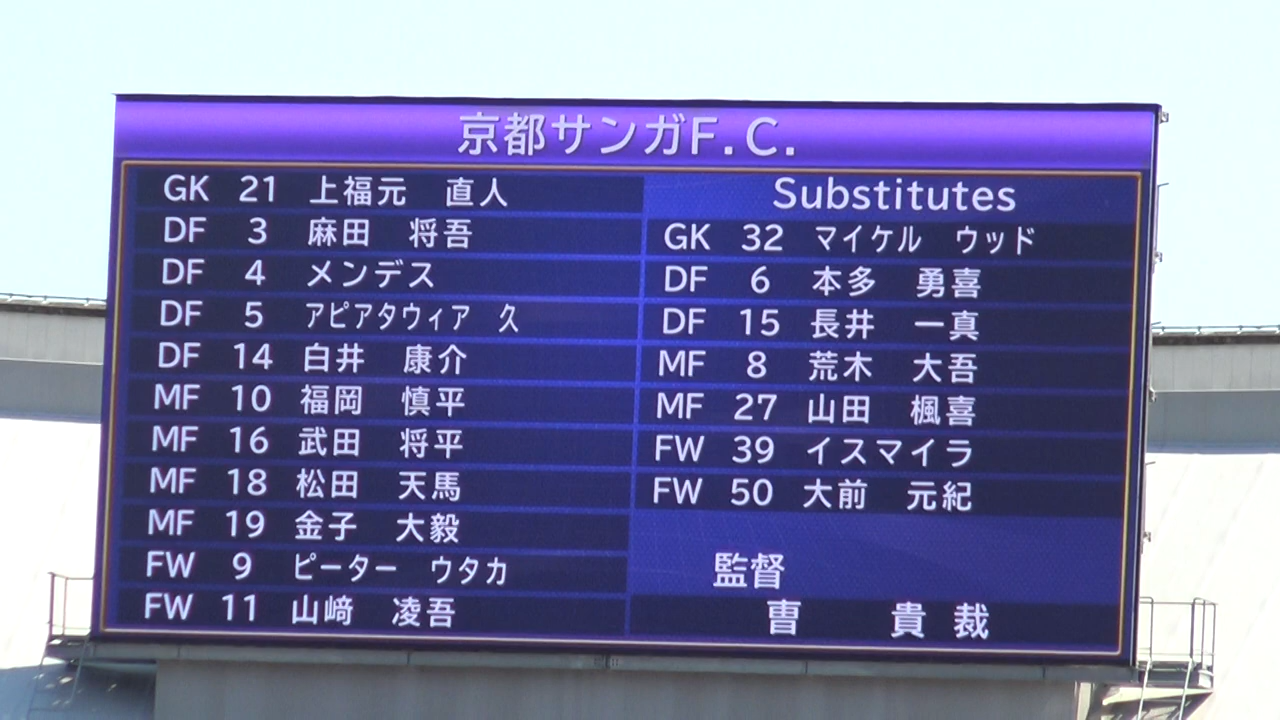 京都サンガF.C.
GK 21 上福元 直人
DF 3 麻田 将吾
DF 4 メンデス
DF 5 アピアタウィア 久
DF 14 白井 康介
MF 10 福岡 慎平
MF 16 武田 将平
MF 18 松田 天馬
MF 19 金子 大毅
FW 9 ピーター ウタカ
FW 11 山﨑 凌吾
Substitutes
GK 32 マイケル ウッド
DF 6 本多 勇喜
DF 15 長井 一真
MF 8 荒木 大吾
MF 27 山田 楓喜
FW 39 イスマイラ
FW 50 大前 元紀
監督
曺 貴裁